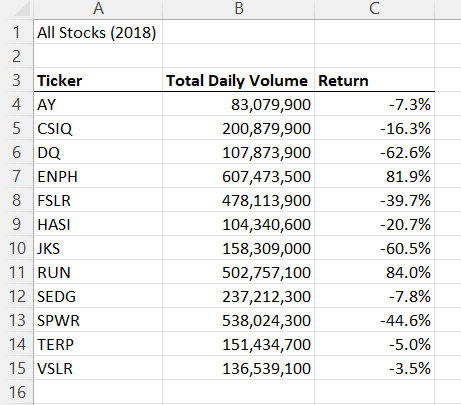 A B C
1 All Stocks (2018)
2
3 Ticker Total Daily Volume Return
4 AY 83,079,900 -7.3%
5 CSIQ 200,879,900 -16.3%
6 DQ 107,873,900 -62.6%
7 ENPH 607,473,500 81.9%
8 FSLR 478,113,900 -39.7%
9 HASI 104,340,600 -20.7%
10 JKS 158,309,000 -60.5%
11 RUN 502,757,100 84.0%
12 SEDG 237,212,300 -7.8%
13 SPWR 538,024,300 -44.6%
14 TERP 151,434,700 -5.0%
15 VSLR 136,539,100 -3.5%
16